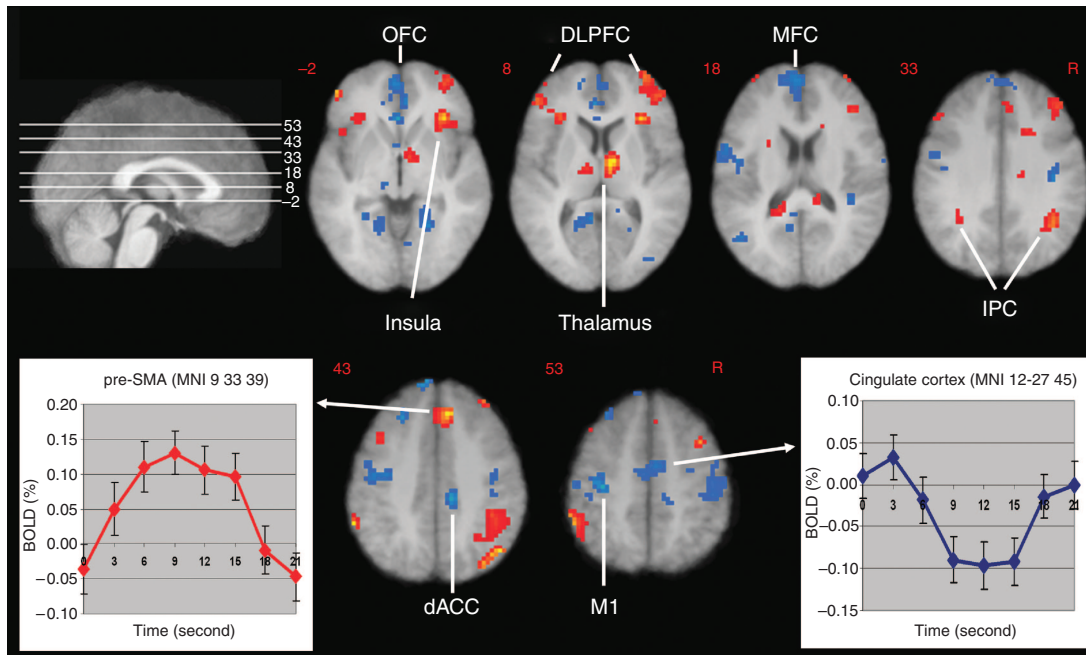 OFC DLPFC MFC
−2 8 18 33 R
53
43
33
18
8
−2
Insula Thalamus IPC
43 53 R
pre-SMA (MNI 9 33 39)
0.20
0.15
0.10
0.05
0.00
−0.05
−0.10
BOLD (%)
0 3 6 9 12 15 18 21
Time (second)
dACC M1
Cingulate cortex (MNI 12-27 45)
0.10
0.05
0.00
−0.05
−0.10
−0.15
BOLD (%)
0 3 6 9 12 15 18 21
Time (second)